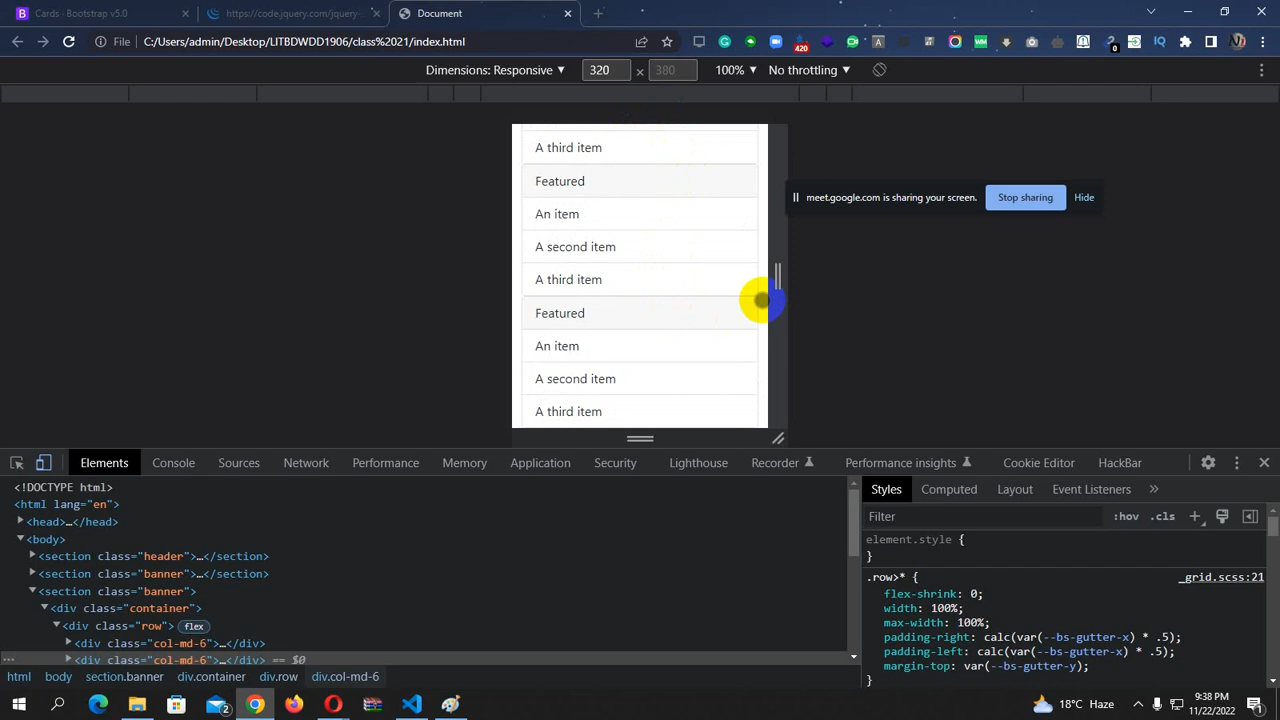 Cards - Bootstrap v5.0
https://code.jquery.com/jquery-
Document
File
C:/Users/admin/Desktop/LITBDWDD1906/class%2021/index.html
420
0
Dimensions: Responsive
320
380
100%
No throttling
A third item
Featured
An item
A second item
A third item
Featured
An item
A second item
A third item
meet.google.com is sharing your screen.
Stop sharing
Hide
Elements
Console
Sources
Network
Performance
Memory
Application
Security
Lighthouse
Recorder
Performance insights
Cookie Editor
HackBar
<!DOCTYPE html>
<html lang="en">
<head>…</head>
<body>
<section class="header">…</section>
<section class="banner">…</section>
<section class="banner">
<div class="container">
<div class="row"> flex
<div class="col-md-6">…</div>
<div class="col-md-6">…</div> == $0
html
body
section.banner
div.container
div.row
div.col-md-6
Styles
Computed
Layout
Event Listeners
Filter
:hov
.cls
element.style {
}
.row>* {
_grid.scss:21
flex-shrink: 0;
width: 100%;
max-width: 100%;
padding-right: calc(var(--bs-gutter-x) * .5);
padding-left: calc(var(--bs-gutter-x) * .5);
margin-top: var(--bs-gutter-y);
}
18°C Haze
9:38 PM
11/22/2022